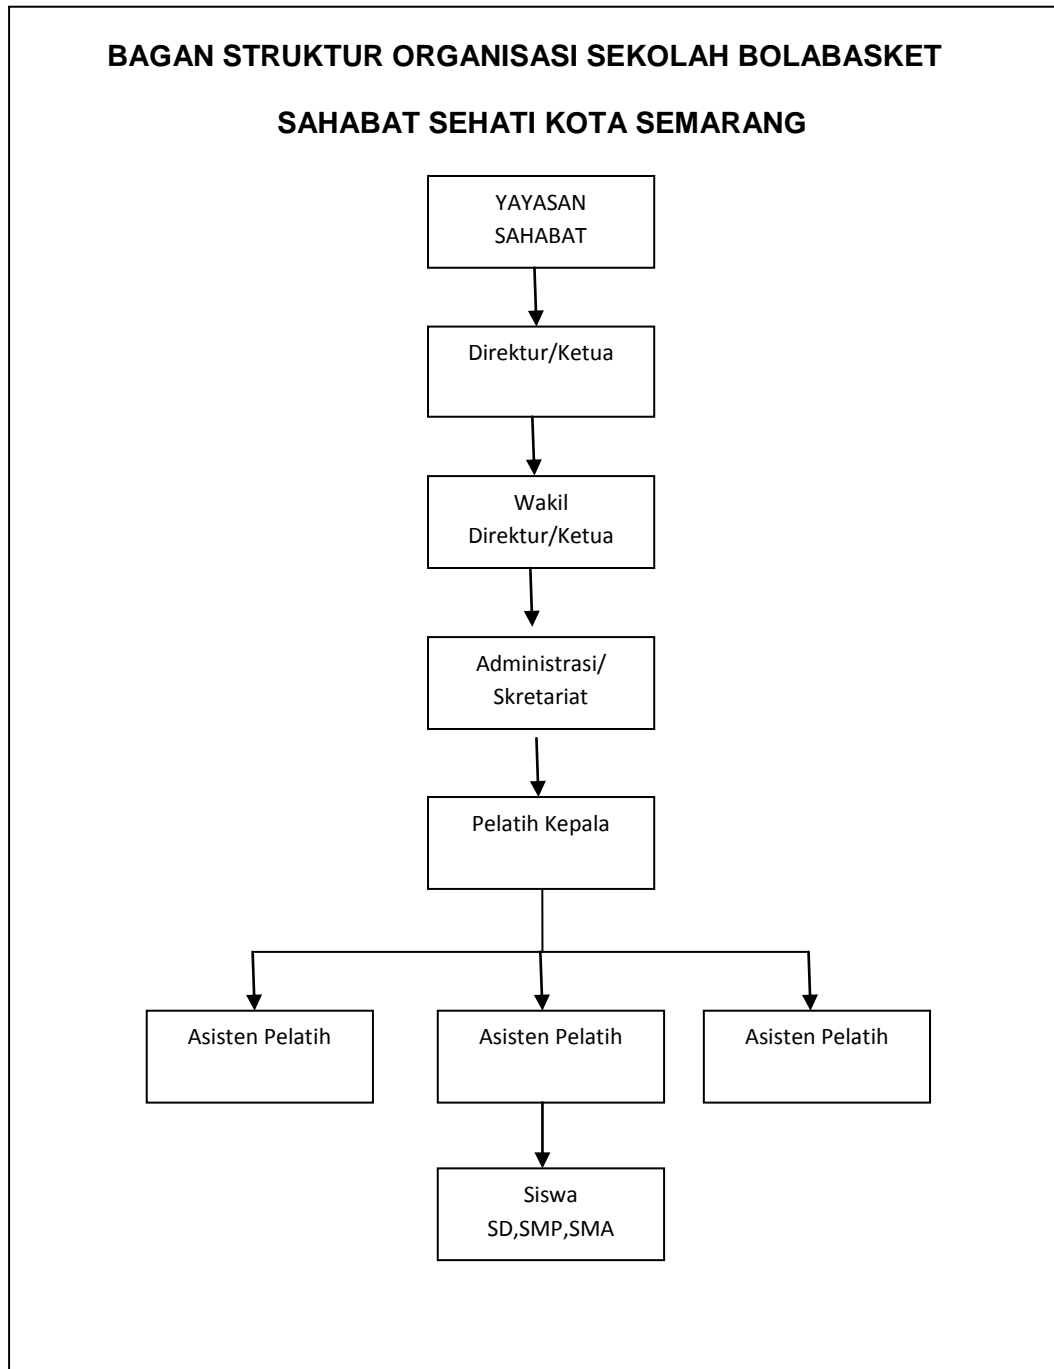 BAGAN STRUKTUR ORGANISASI SEKOLAH BOLABASKET
SAHABAT SEHATI KOTA SEMARANG
YAYASAN
SAHABAT
Direktur/Ketua
Wakil
Direktur/Ketua
Administrasi/
Skretariat
Pelatih Kepala
Asisten Pelatih
Asisten Pelatih
Asisten Pelatih
Siswa
SD,SMP,SMA